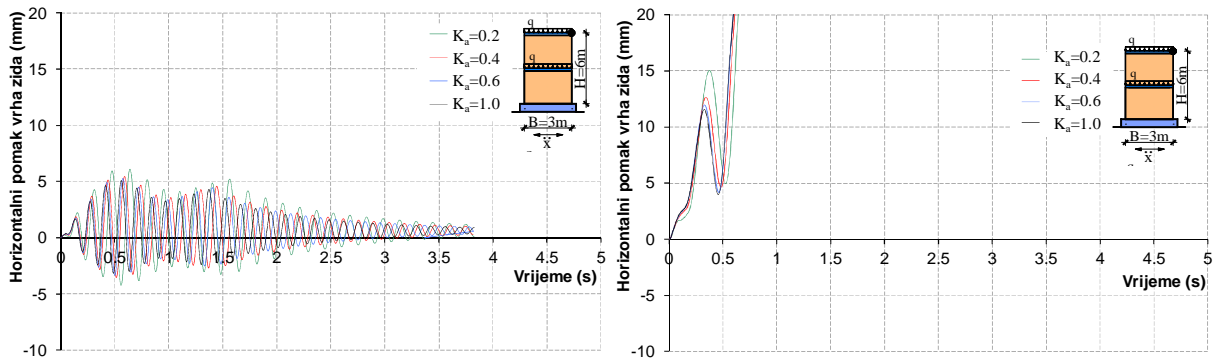 Horizontalni pomak vrha zida (mm)
20
15
10
5
0
-5
-10
0
0.5
1
1.5
2
2.5
3
3.5
4
4.5
5
Vrijeme (s)
Ka=0.2
Ka=0.4
Ka=0.6
Ka=1.0
q
q
H=6m
B=3m
ẍ
Horizontalni pomak vrha zida (mm)
20
15
10
5
0
-5
-10
0
0.5
1
1.5
2
2.5
3
3.5
4
4.5
5
Vrijeme (s)
Ka=0.2
Ka=0.4
Ka=0.6
Ka=1.0
q
q
H=6m
B=3m
ẍ